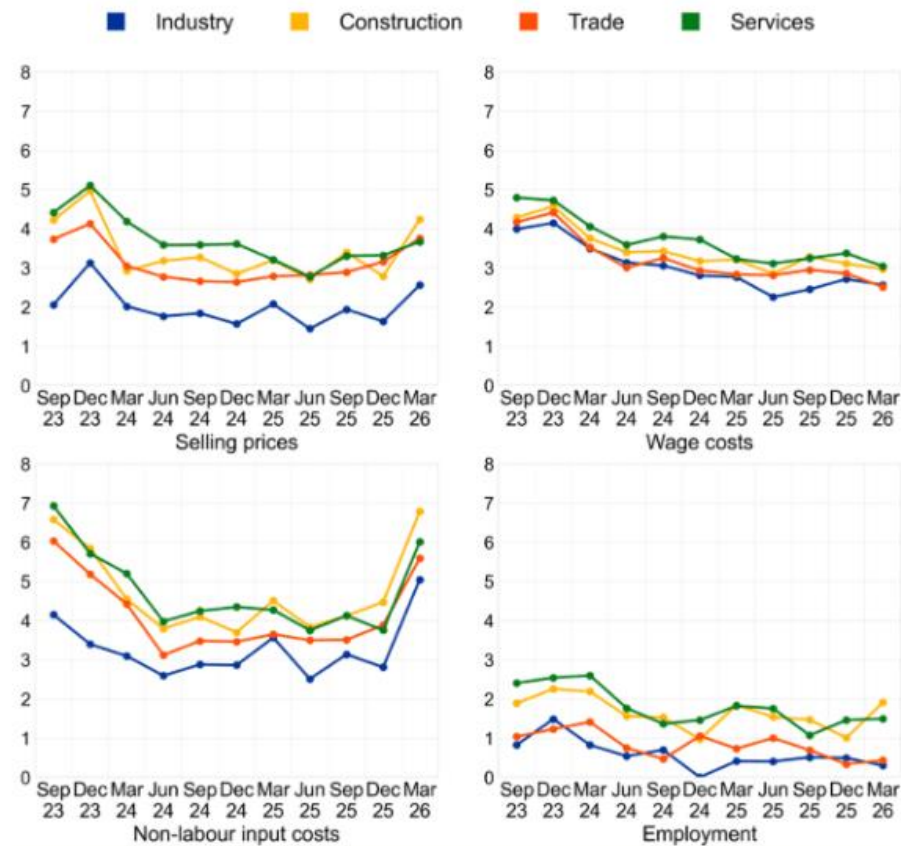 Industry Construction Trade Services
8
7
6
5
4
3
2
1
0
Sep Dec Mar Jun Sep Dec Mar Jun Sep Dec Mar
23 23 24 24 24 24 25 25 25 25 26
Selling prices
8
7
6
5
4
3
2
1
0
Sep Dec Mar Jun Sep Dec Mar Jun Sep Dec Mar
23 23 24 24 24 24 25 25 25 25 26
Wage costs
8
7
6
5
4
3
2
1
0
Sep Dec Mar Jun Sep Dec Mar Jun Sep Dec Mar
23 23 24 24 24 24 25 25 25 25 26
Non-labour input costs
8
7
6
5
4
3
2
1
0
Sep Dec Mar Jun Sep Dec Mar Jun Sep Dec Mar
23 23 24 24 24 24 25 25 25 25 26
Employment